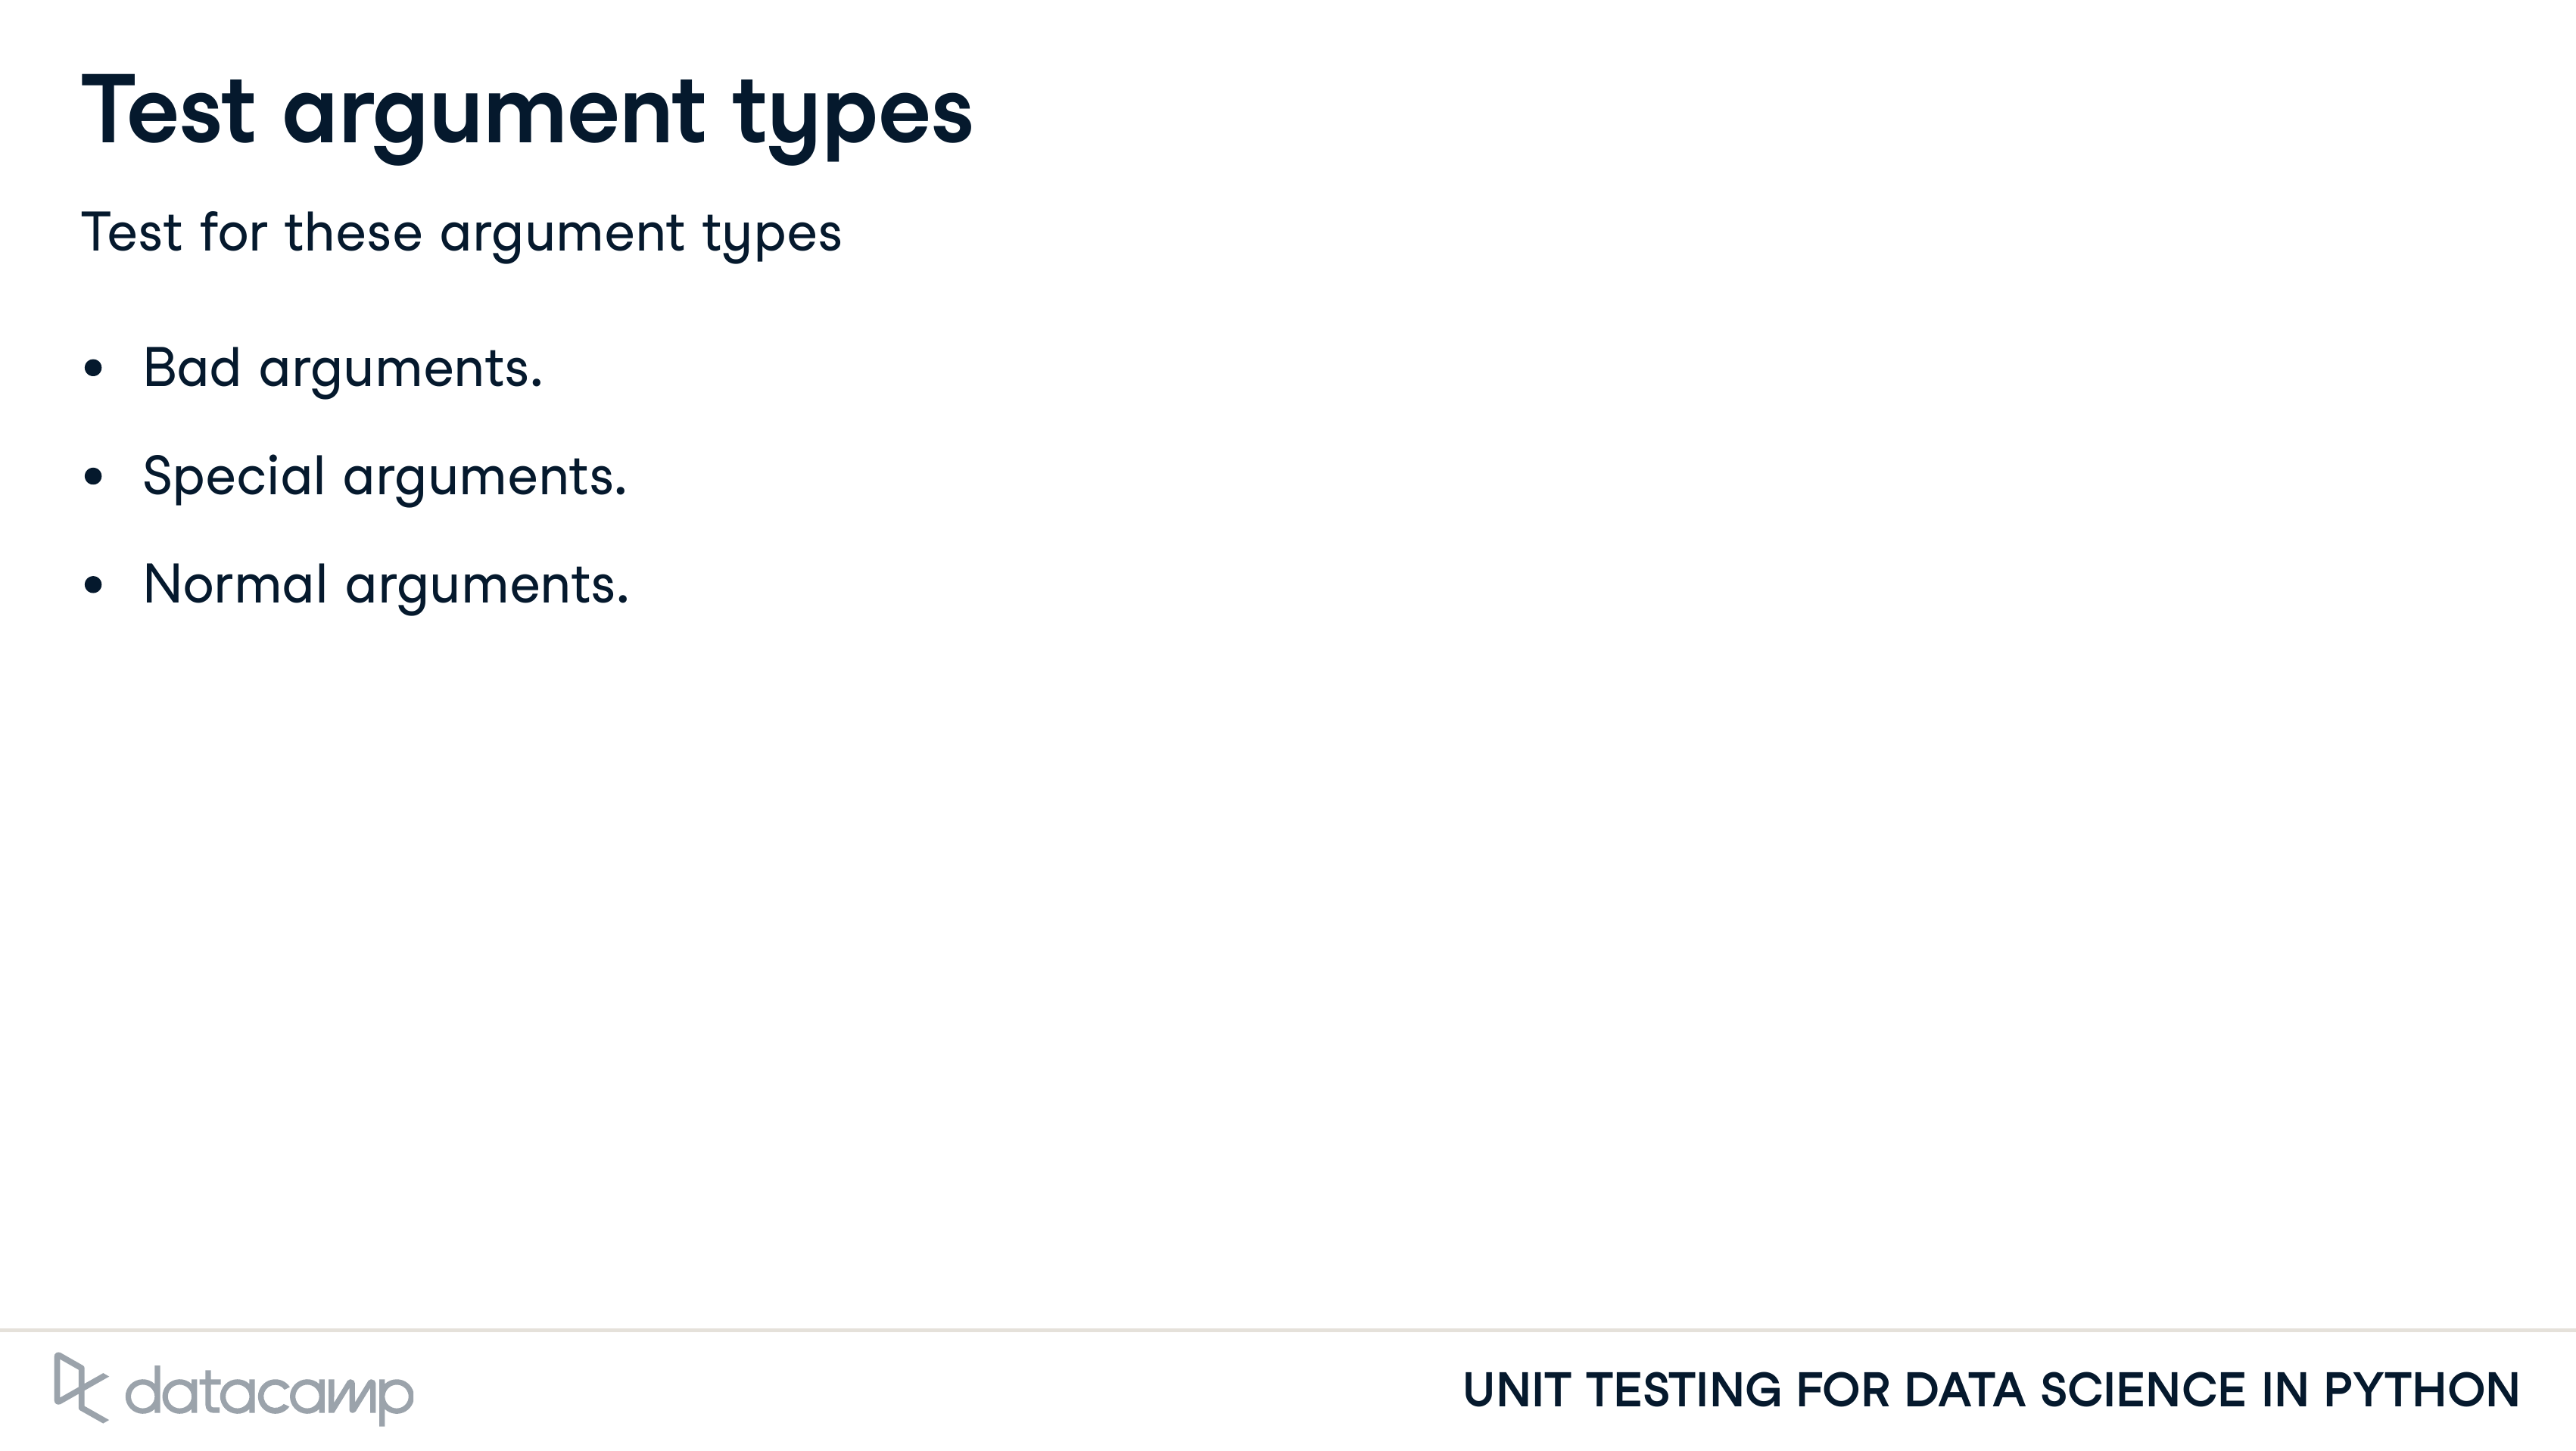 Test argument types
Test for these argument types
• Bad arguments.
• Special arguments.
• Normal arguments.
datacamp
UNIT TESTING FOR DATA SCIENCE IN PYTHON